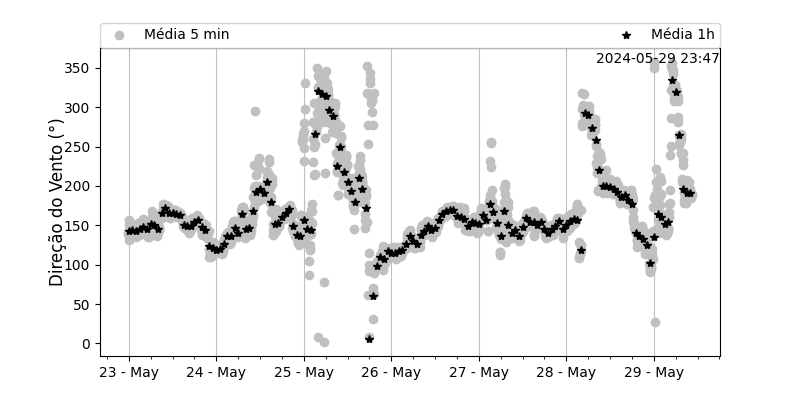 Média 5 min
Média 1h
2024-05-29 23:47
Direção do Vento (°)
350
300
250
200
150
100
50
0
23 - May
24 - May
25 - May
26 - May
27 - May
28 - May
29 - May